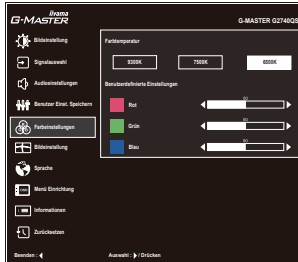 iiyama
G-MASTER
G-MASTER G2740QS
Bildeinstellung
Signalauswahl
Audioeinstellungen
Benutzer Einst. Speichern
Farbeinstellungen
Bildeinstellung
Sprache
Menü Einrichtung
Informationen
Zurücksetzen
Farbtemperatur
9300K 7500K 6500K
Benutzerdefinierte Einstellungen
Rot 50
Grün 50
Blau 50
Beenden : Auswahl : / Drücken